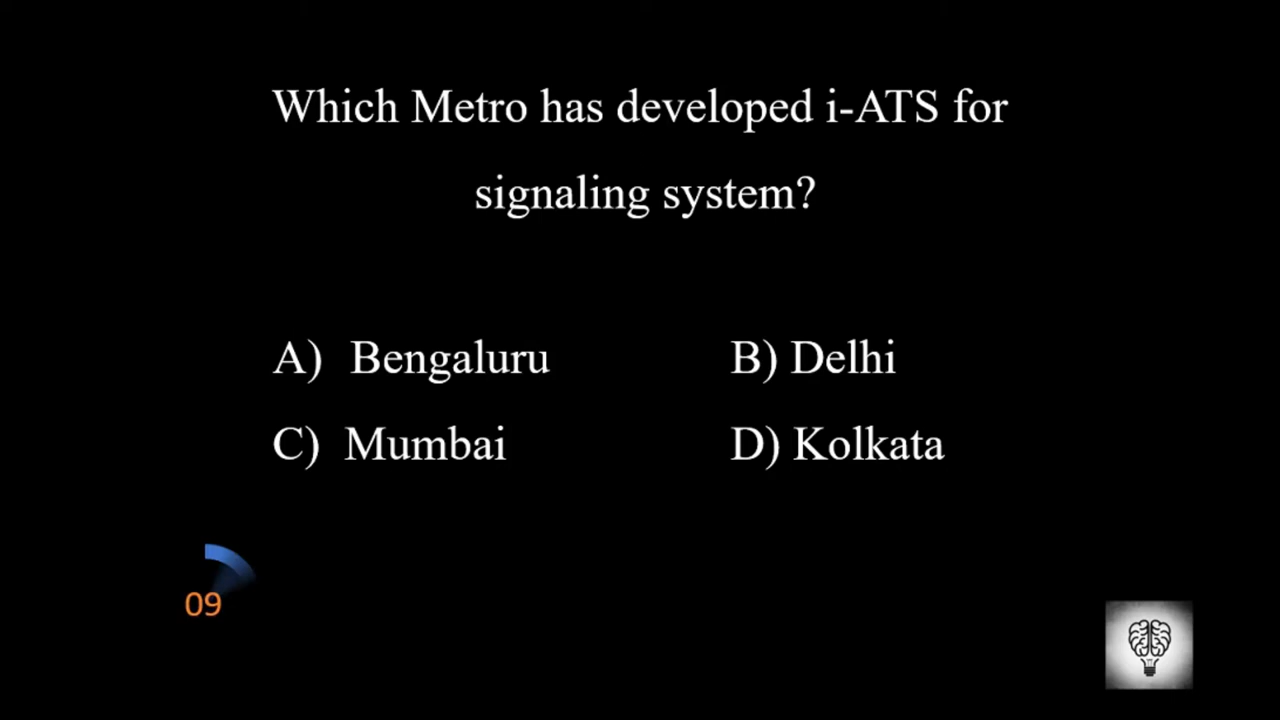 Which Metro has developed i-ATS for
signaling system?
A) Bengaluru B) Delhi
C) Mumbai D) Kolkata
09